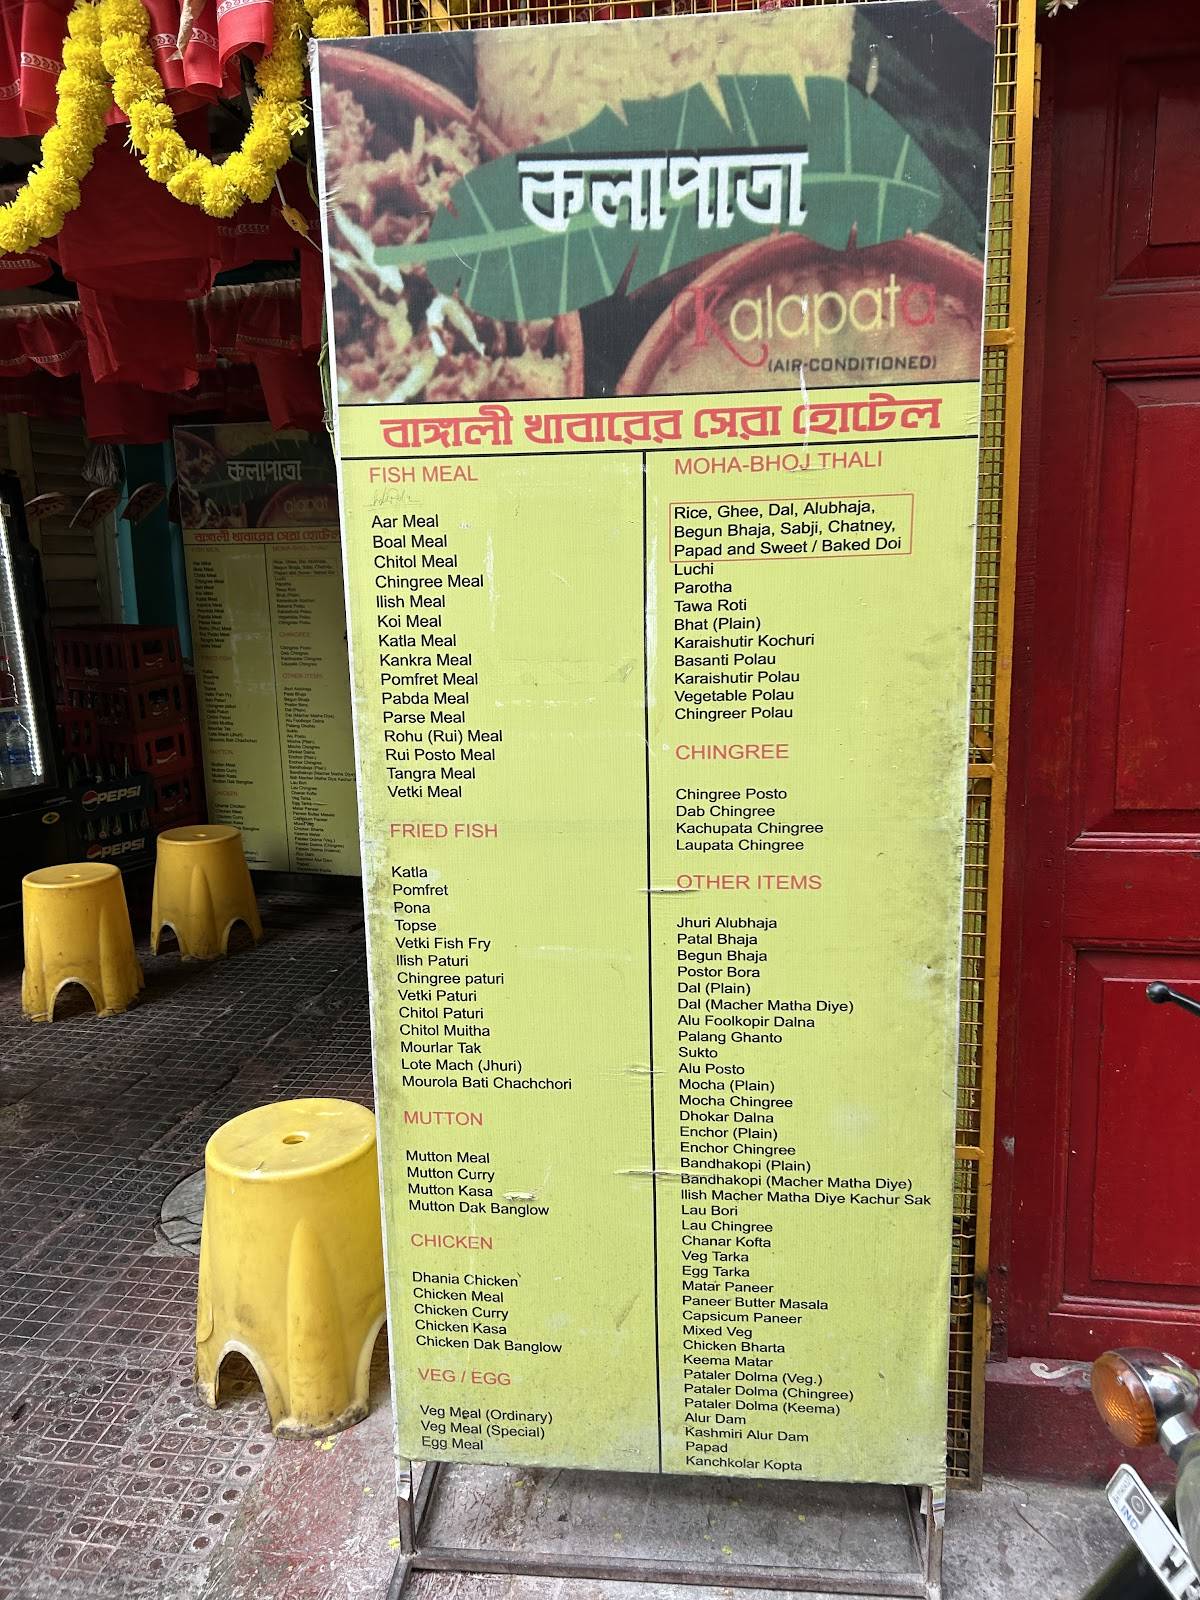 কলাপাতা
Kalapata
(AIR-CONDITIONED)
বাঙ্গালী খাবারের সেরা হোটেল
FISH MEAL
Aar Meal
Boal Meal
Chitol Meal
Chingree Meal
Ilish Meal
Koi Meal
Katla Meal
Kankra Meal
Pomfret Meal
Pabda Meal
Parse Meal
Rohu (Rui) Meal
Rui Posto Meal
Tangra Meal
Vetki Meal
FRIED FISH
Katla
Pomfret
Pona
Topse
Vetki Fish Fry
Ilish Paturi
Chingree paturi
Vetki Paturi
Chitol Paturi
Chitol Muitha
Mourlar Tak
Lote Mach (Jhuri)
Mourola Bati Chachchori
MUTTON
Mutton Meal
Mutton Curry
Mutton Kasa
Mutton Dak Banglow
CHICKEN
Dhania Chicken
Chicken Meal
Chicken Curry
Chicken Kasa
Chicken Dak Banglow
VEG / EGG
Veg Meal (Ordinary)
Veg Meal (Special)
Egg Meal
MOHA-BHOJ THALI
Rice, Ghee, Dal, Alubhaja,
Begun Bhaja, Sabji, Chatney,
Papad and Sweet / Baked Doi
Luchi
Parotha
Tawa Roti
Bhat (Plain)
Karaishutir Kochuri
Basanti Polau
Karaishutir Polau
Vegetable Polau
Chingreer Polau
CHINGREE
Chingree Posto
Dab Chingree
Kachupata Chingree
Laupata Chingree
OTHER ITEMS
Jhuri Alubhaja
Patal Bhaja
Begun Bhaja
Postor Bora
Dal (Plain)
Dal (Macher Matha Diye)
Alu Foolkopir Dalna
Palang Ghanto
Sukto
Alu Posto
Mocha (Plain)
Mocha Chingree
Dhokar Dalna
Enchor (Plain)
Enchor Chingree
Bandhakopi (Plain)
Bandhakopi (Macher Matha Diye)
Ilish Macher Matha Diye Kachur Sak
Lau Bori
Lau Chingree
Chanar Kofta
Veg Tarka
Egg Tarka
Matar Paneer
Paneer Butter Masala
Capsicum Paneer
Mixed Veg
Chicken Bharta
Keema Matar
Pataler Dolma (Veg.)
Pataler Dolma (Chingree)
Pataler Dolma (Keema)
Alur Dam
Kashmiri Alur Dam
Papad
Kanchkolar Kopta
কলাপাতা
বাঙ্গালী খাবারের সেরা হোটেল
PEPSI
PEPSI
IND